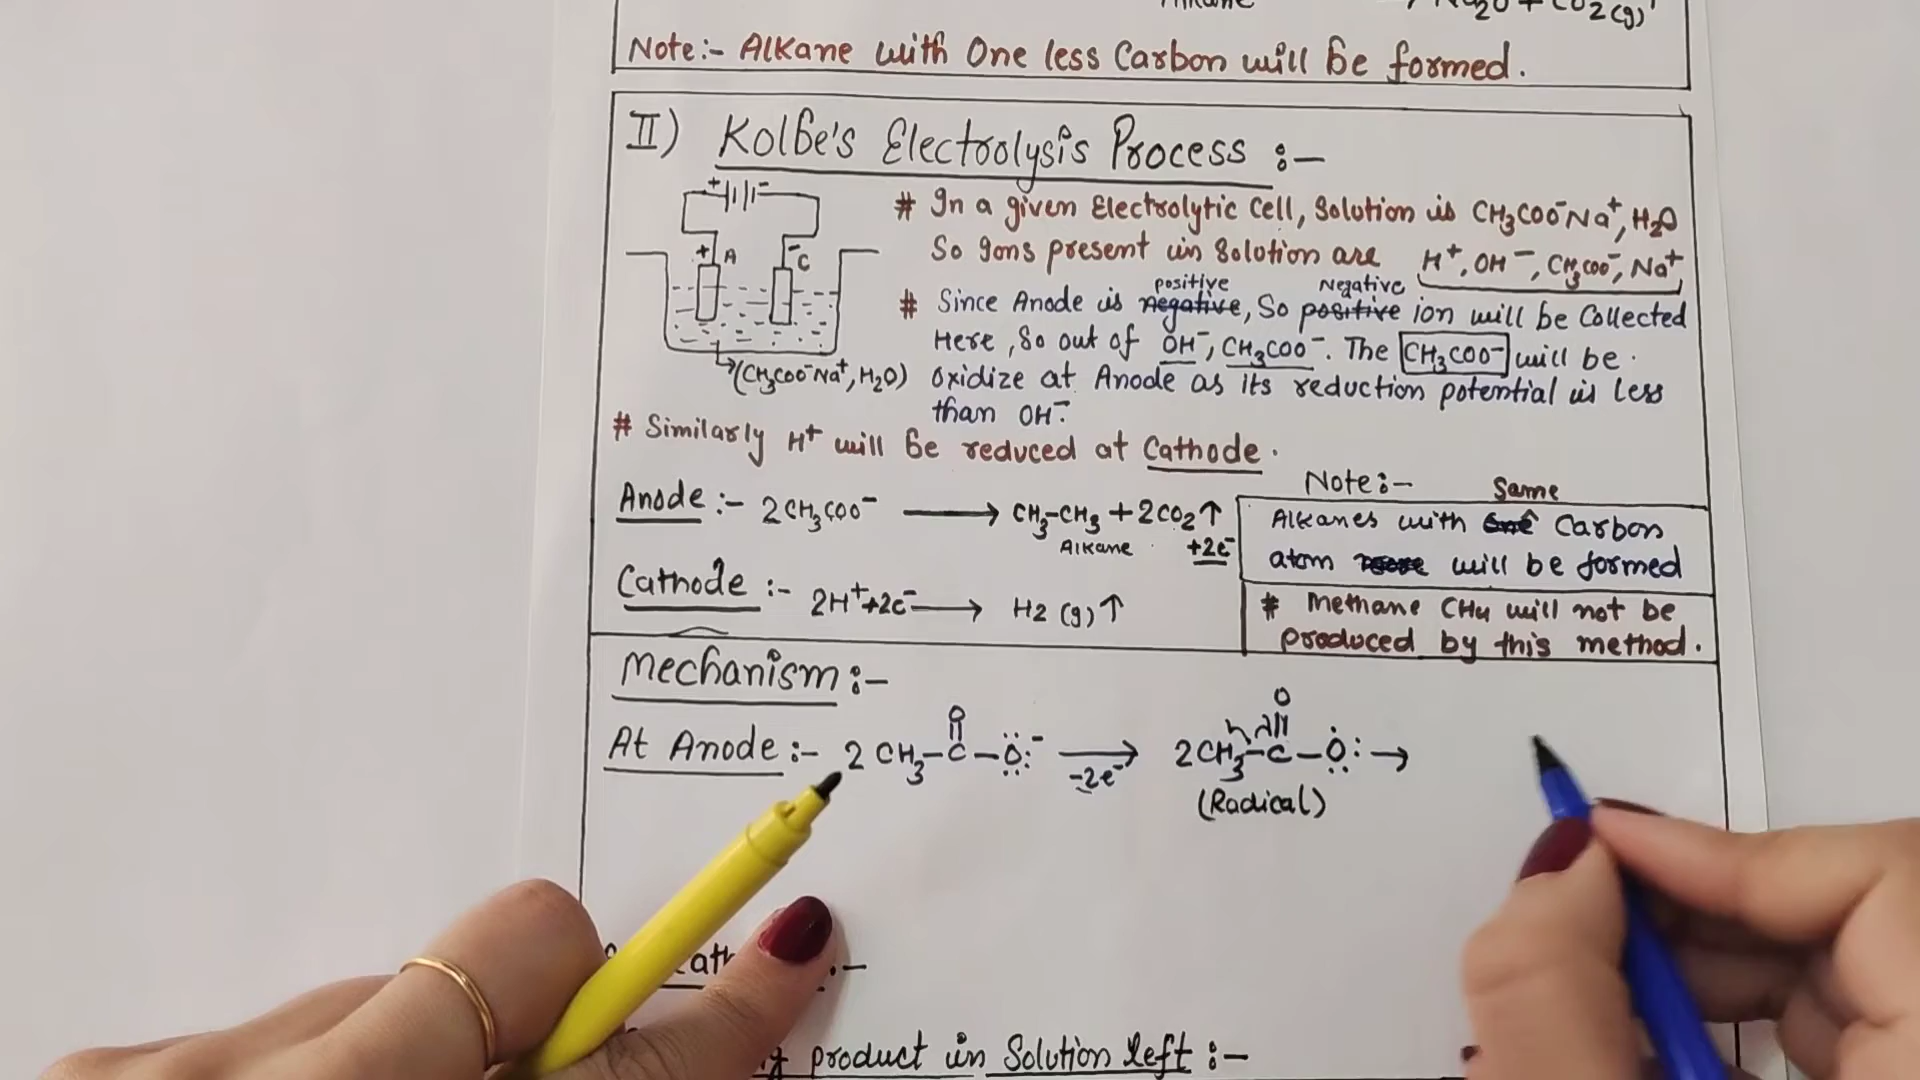 Na2O + CO2(g)
Note:- Alkane with One less Carbon will be formed.
II) Kolbe's Electrolysis Process :-
+ -
+ A - C
(CH3COO-Na+, H2O)
# In a given Electrolytic Cell, Solution is CH3COO-Na+, H2O
So Ions present in Solution are H+, OH-, CH3COO-, Na+
positive Negative
# Since Anode is negative, So positive ion will be Collected
Here, So out of OH-, CH3COO-. The CH3COO- will be.
oxidize at Anode as its reduction potential is less
than OH-.
# Similarly H+ will be reduced at Cathode.
Anode :- 2CH3COO- ⟶ CH3-CH3 + 2CO2↑
Alkane +2e-
Cathode :- 2H+ +2e- ⟶ H2 (g)↑
Note:- Same
Alkanes with Carbon
atom will be formed
# Methane CH4 will not be
produced by this method.
Mechanism:-
O O
At Anode:- 2 CH3-C-O:- ⟶ 2CH3-C-O: →
-2e-
(Radical)
product in Solution left :-